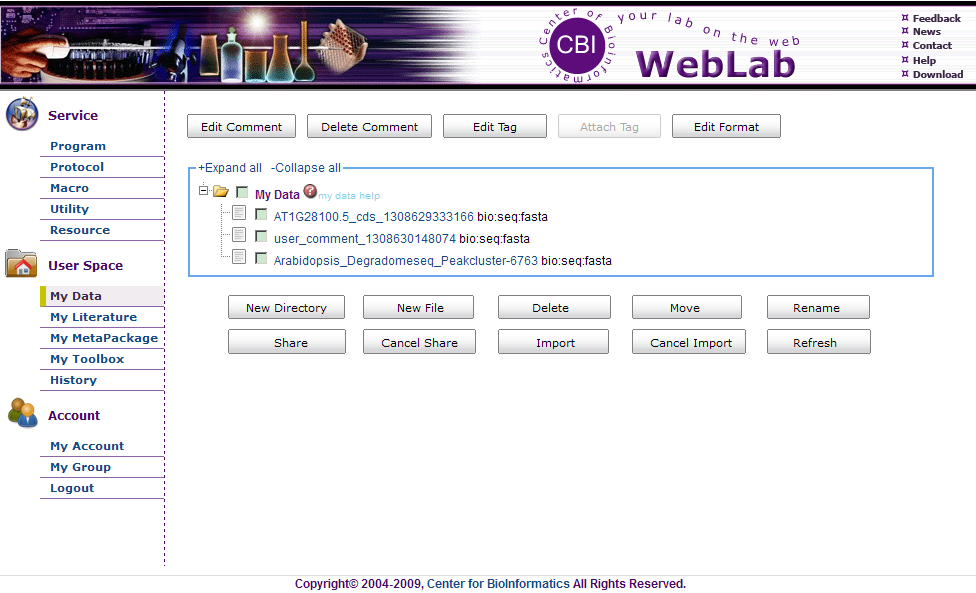 Center of Bioinformatics
CBI
your lab on the web
WebLab
Feedback
News
Contact
Help
Download
Service
Program
Protocol
Macro
Utility
Resource
User Space
My Data
My Literature
My MetaPackage
My Toolbox
History
Account
My Account
My Group
Logout
Edit Comment Delete Comment Edit Tag Attach Tag Edit Format
+Expand all -Collapse all
My Data ? my data help
AT1G28100.5_cds_1308629333166 bio:seq:fasta
user_comment_1308630148074 bio:seq:fasta
Arabidopsis_Degradomeseq_Peakcluster-6763 bio:seq:fasta
New Directory New File Delete Move Rename
Share Cancel Share Import Cancel Import Refresh
Copyright© 2004-2009, Center for BioInformatics All Rights Reserved.